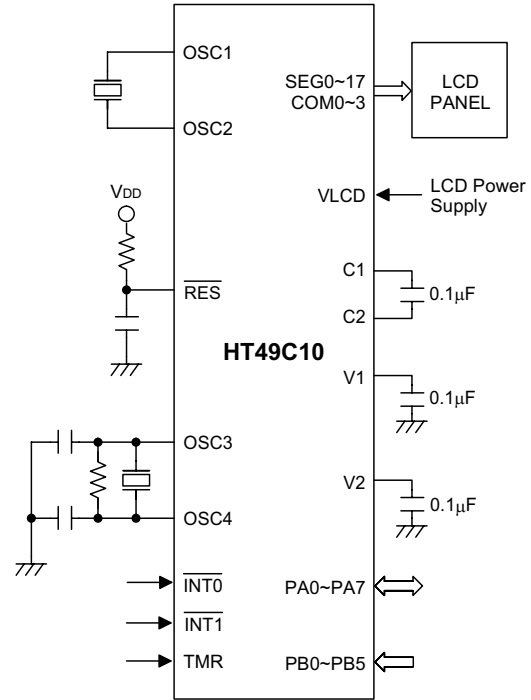 OSC1
OSC2
VDD
RES
OSC3
OSC4
INT0
INT1
TMR
HT49C10
SEG0~17
COM0~3
LCD
PANEL
VLCD
LCD Power
Supply
C1
0.1μF
C2
V1
0.1μF
V2
0.1μF
PA0~PA7
PB0~PB5